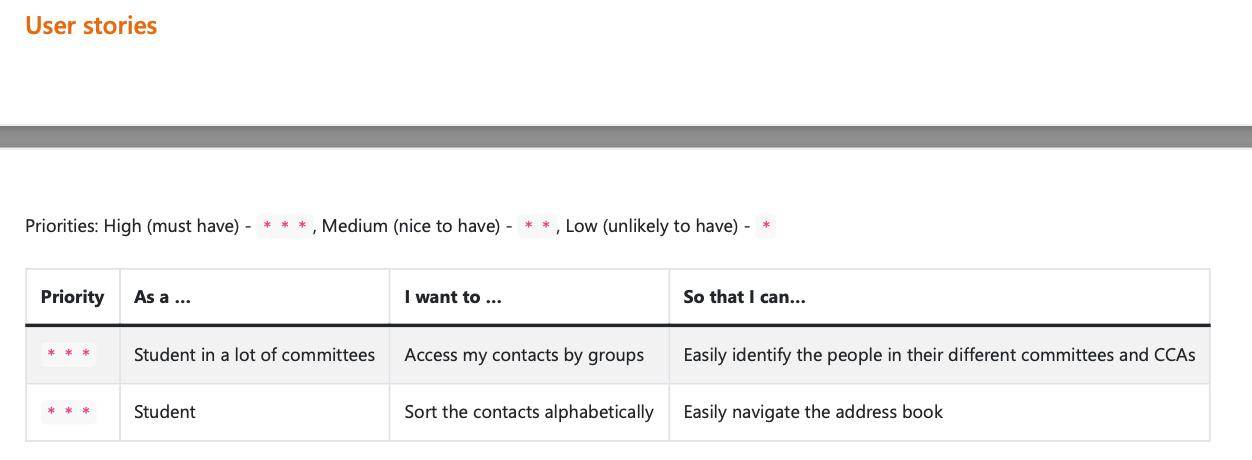 User stories
Priorities: High (must have) - * * * , Medium (nice to have) - * * , Low (unlikely to have) - *
Priority As a ... I want to ... So that I can...
* * * Student in a lot of committees Access my contacts by groups Easily identify the people in their different committees and CCAs
* * * Student Sort the contacts alphabetically Easily navigate the address book